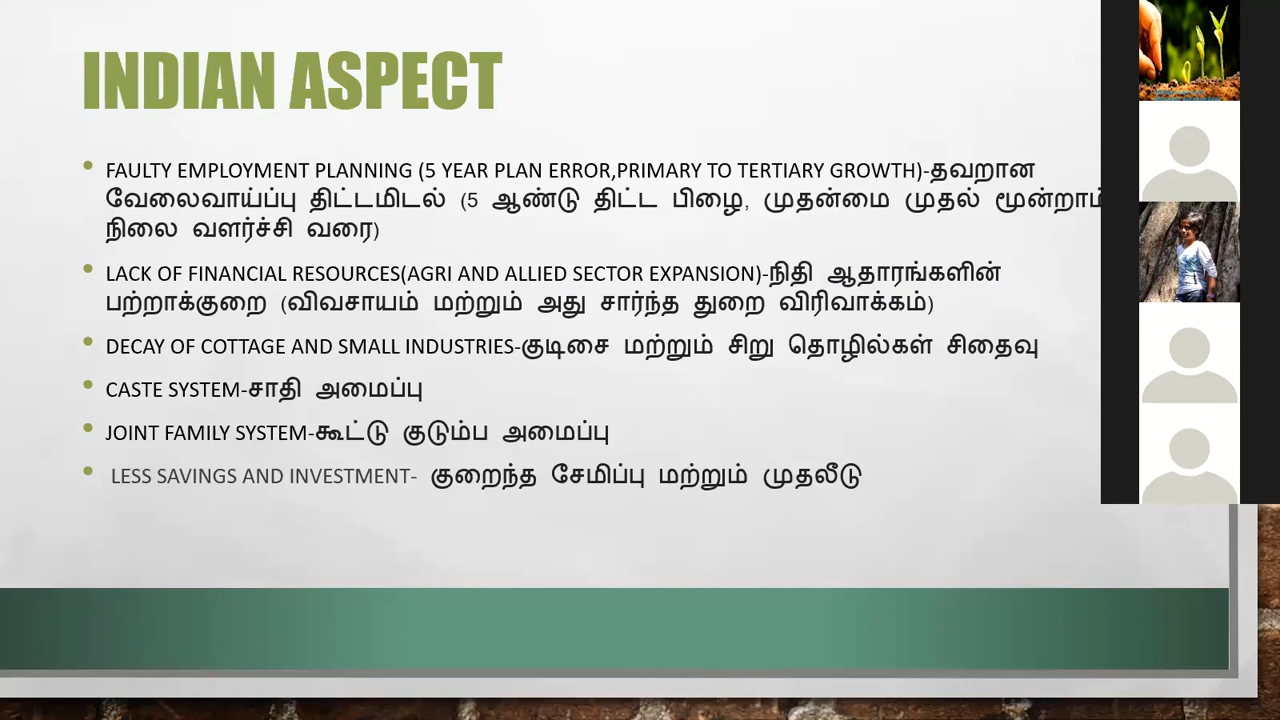 INDIAN ASPECT
FAULTY EMPLOYMENT PLANNING (5 YEAR PLAN ERROR,PRIMARY TO TERTIARY GROWTH)-தவறான
வேலைவாய்ப்பு திட்டமிடல் (5 ஆண்டு திட்ட பிழை, முதன்மை முதல் மூன்றாம்
நிலை வளர்ச்சி வரை)
LACK OF FINANCIAL RESOURCES(AGRI AND ALLIED SECTOR EXPANSION)-நிதி ஆதாரங்களின்
பற்றாக்குறை (விவசாயம் மற்றும் அது சார்ந்த துறை விரிவாக்கம்)
DECAY OF COTTAGE AND SMALL INDUSTRIES-குடிசை மற்றும் சிறு தொழில்கள் சிதைவு
CASTE SYSTEM-சாதி அமைப்பு
JOINT FAMILY SYSTEM-கூட்டு குடும்ப அமைப்பு
LESS SAVINGS AND INVESTMENT- குறைந்த சேமிப்பு மற்றும் முதலீடு